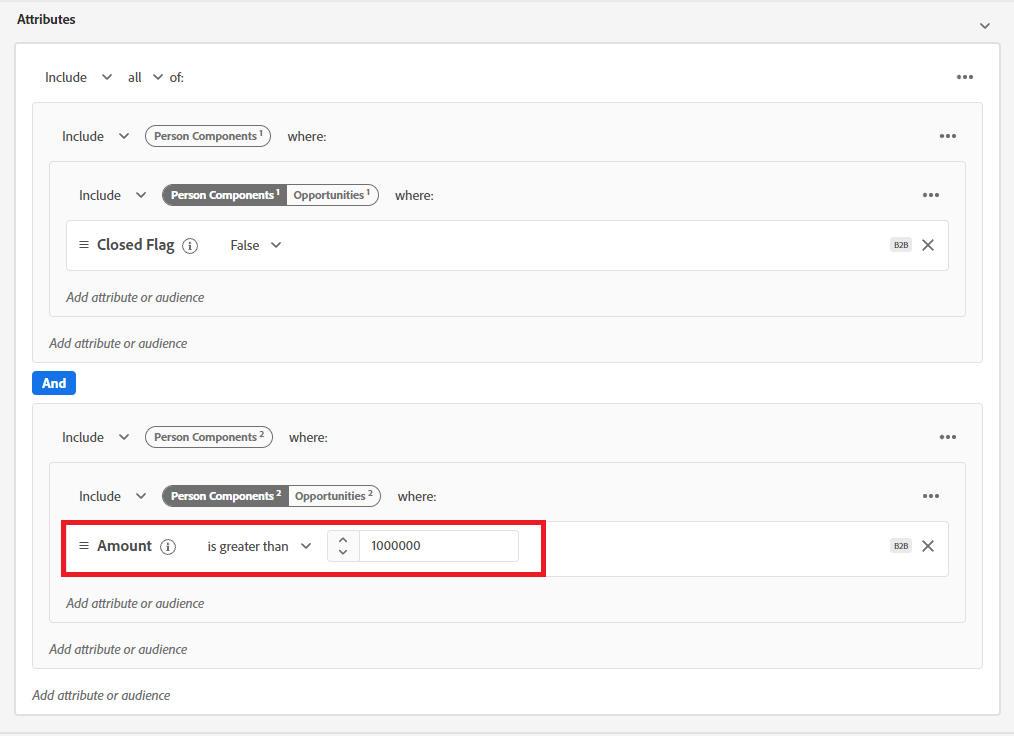 Attributes
Include all of:
Include Person Components 1 where:
Include Person Components 1 Opportunities 1 where:
Closed Flag False B2B
Add attribute or audience
Add attribute or audience
And
Include Person Components 2 where:
Include Person Components 2 Opportunities 2 where:
Amount is greater than 1000000 B2B
Add attribute or audience
Add attribute or audience
Add attribute or audience